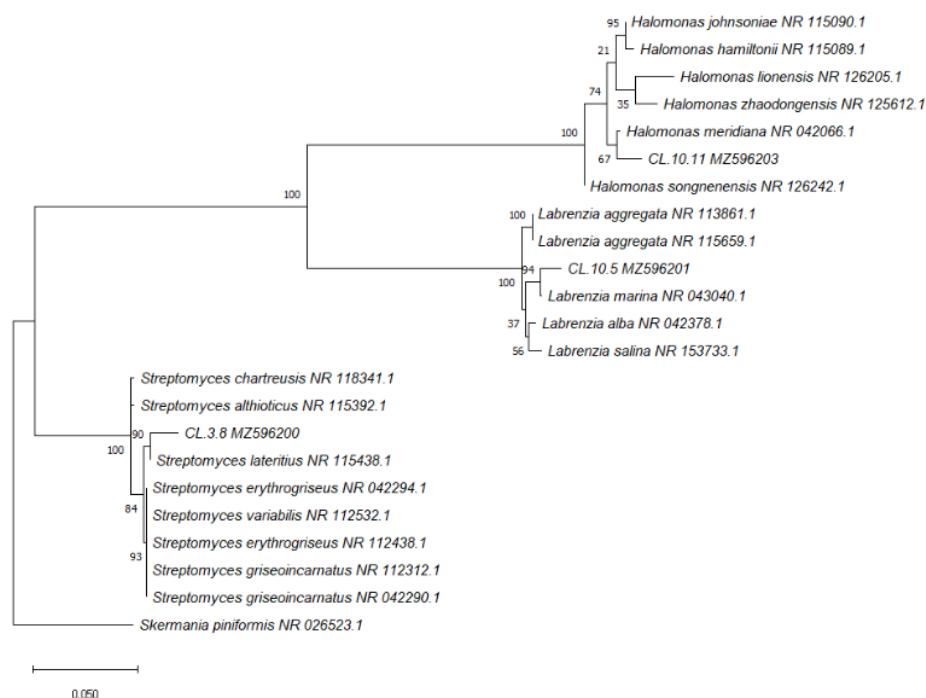 95 Halomonas johnsoniae NR 115090.1
21 Halomonas hamiltonii NR 115089.1
Halomonas lionensis NR 126205.1
74
35 Halomonas zhaodongensis NR 125612.1
100 Halomonas meridiana NR 042066.1
67 CL.10.11 MZ596203
Halomonas songnenensis NR 126242.1
100
100 Labrenzia aggregata NR 113861.1
Labrenzia aggregata NR 115659.1
94 CL.10.5 MZ596201
100
Labrenzia marina NR 043040.1
37 Labrenzia alba NR 042378.1
56 Labrenzia salina NR 153733.1
Streptomyces chartreusis NR 118341.1
Streptomyces althioticus NR 115392.1
90 CL.3.8 MZ596200
100
Streptomyces lateritius NR 115438.1
Streptomyces erythrogriseus NR 042294.1
84
Streptomyces variabilis NR 112532.1
Streptomyces erythrogriseus NR 112438.1
93
Streptomyces griseoincarnatus NR 112312.1
Streptomyces griseoincarnatus NR 042290.1
Skermania piniformis NR 026523.1
0.050